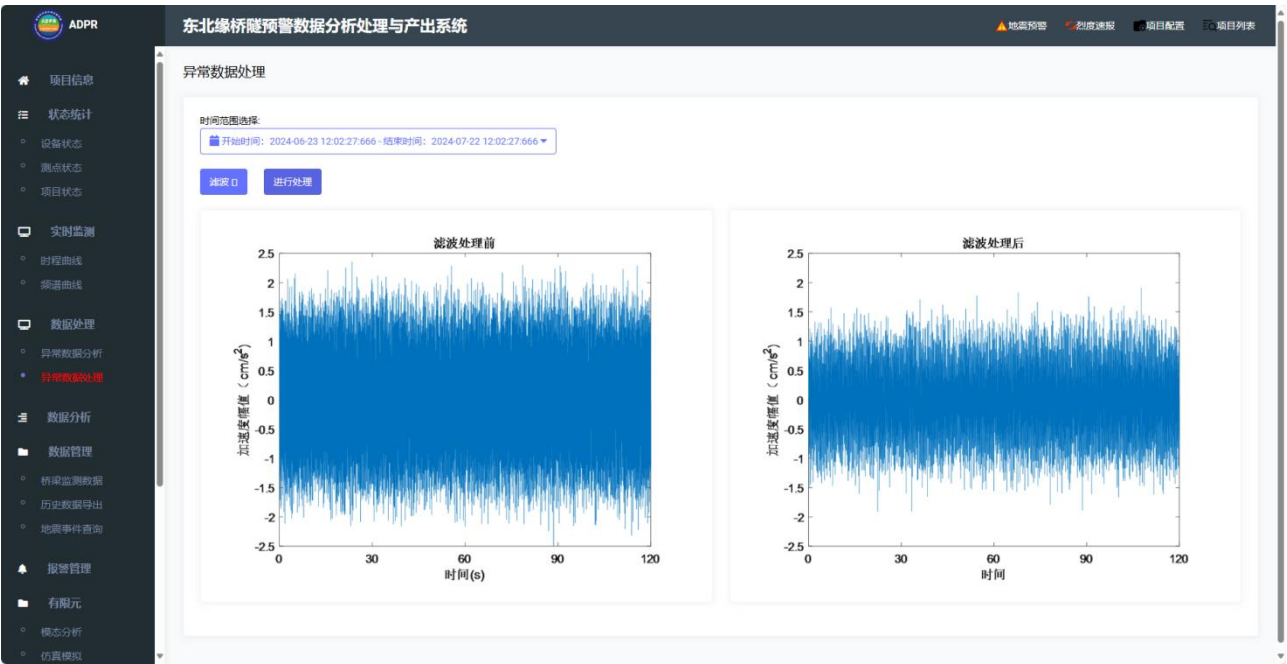 ADPR
东北缘桥隧预警数据分析处理与产出系统
地震预警
烈度速报
项目配置
项目列表
项目信息
状态统计
设备状态
测点状态
项目状态
实时监测
时程曲线
频谱曲线
数据处理
异常数据分析
异常数据处理
数据分析
数据管理
桥梁监测数据
历史数据导出
地震事件查询
报警管理
有限元
模态分析
仿真模拟
异常数据处理
时间范围选择:
开始时间：2024-06-23 12:02:27:666 - 结束时间：2024-07-22 12:02:27:666
滤波
进行处理
滤波处理前
加速度幅值（cm/s²）
2.5
2
1.5
1
0.5
0
-0.5
-1
-1.5
-2
-2.5
0 30 60 90 120
时间(s)
滤波处理后
加速度幅值（cm/s²）
2.5
2
1.5
1
0.5
0
-0.5
-1
-1.5
-2
-2.5
0 30 60 90 120
时间